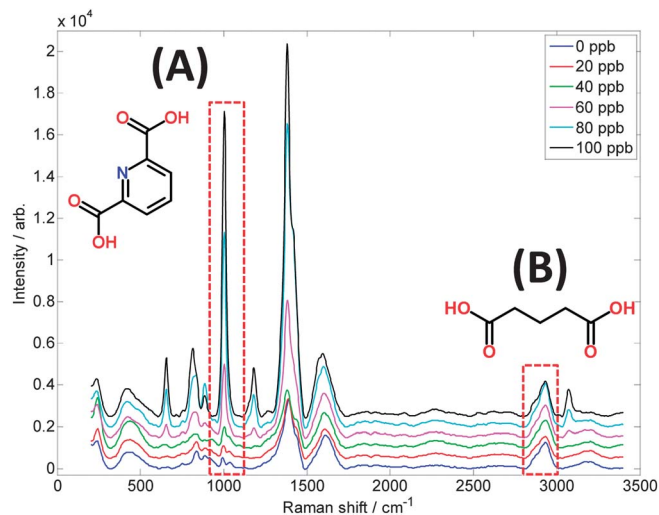 2 x 10⁴
1.8
1.6
1.4
1.2
1
0.8
0.6
0.4
0.2
0
Intensity / arb.
0 500 1000 1500 2000 2500 3000 3500
Raman shift / cm⁻¹
(A)
O
OH
N
O
OH
0 ppb
20 ppb
40 ppb
60 ppb
80 ppb
100 ppb
(B)
HO OH
O O